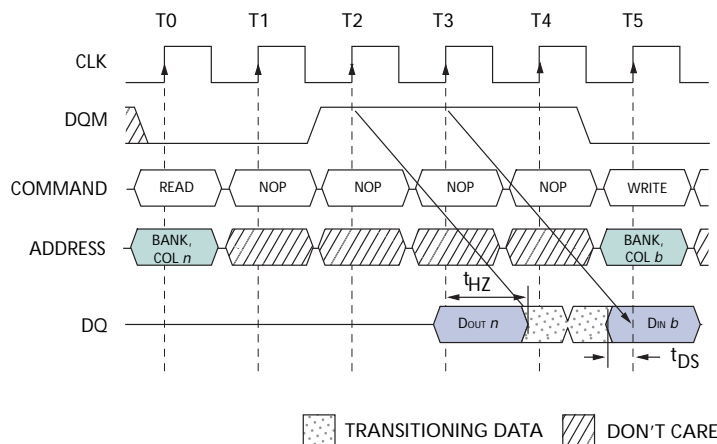 T0 T1 T2 T3 T4 T5
CLK
DQM
COMMAND READ NOP NOP NOP NOP WRITE
ADDRESS BANK, COL n BANK, COL b
tHZ
DQ DOUT n DIN b
tDS
TRANSITIONING DATA DON'T CARE